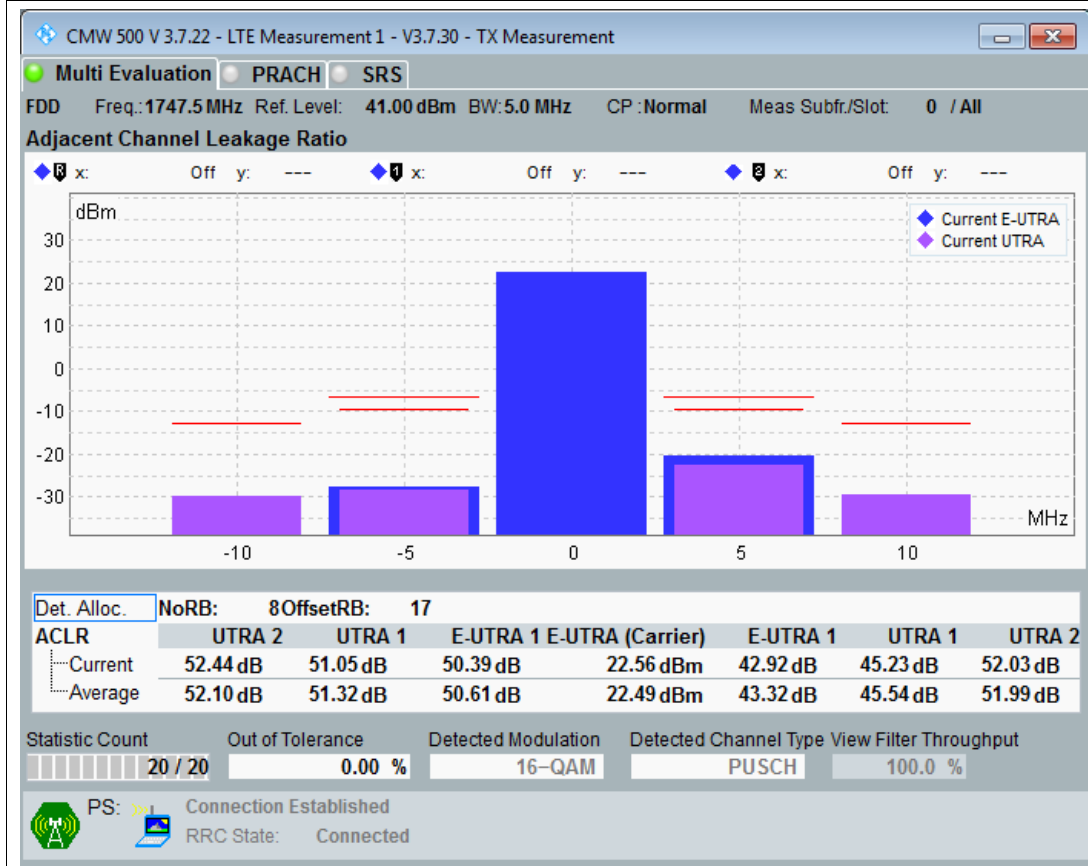 CMW 500 V 3.7.22 - LTE Measurement 1 - V3.7.30 - TX Measurement
Multi Evaluation PRACH SRS
FDD Freq.: 1747.5 MHz Ref. Level: 41.00 dBm BW: 5.0 MHz CP : Normal Meas Subfr./Slot: 0 / All
Adjacent Channel Leakage Ratio
R x: Off y: --- 1 x: Off y: --- 2 x: Off y: ---
dBm
Current E-UTRA
Current UTRA
30
20
10
0
-10
-20
-30
MHz
-10 -5 0 5 10
Det. Alloc. NoRB: 8 OffsetRB: 17
ACLR UTRA 2 UTRA 1 E-UTRA 1 E-UTRA (Carrier) E-UTRA 1 UTRA 1 UTRA 2
Current 52.44 dB 51.05 dB 50.39 dB 22.56 dBm 42.92 dB 45.23 dB 52.03 dB
Average 52.10 dB 51.32 dB 50.61 dB 22.49 dBm 43.32 dB 45.54 dB 51.99 dB
Statistic Count Out of Tolerance Detected Modulation Detected Channel Type View Filter Throughput
20 / 20 0.00 % 16-QAM PUSCH 100.0 %
PS: Connection Established
RRC State: Connected